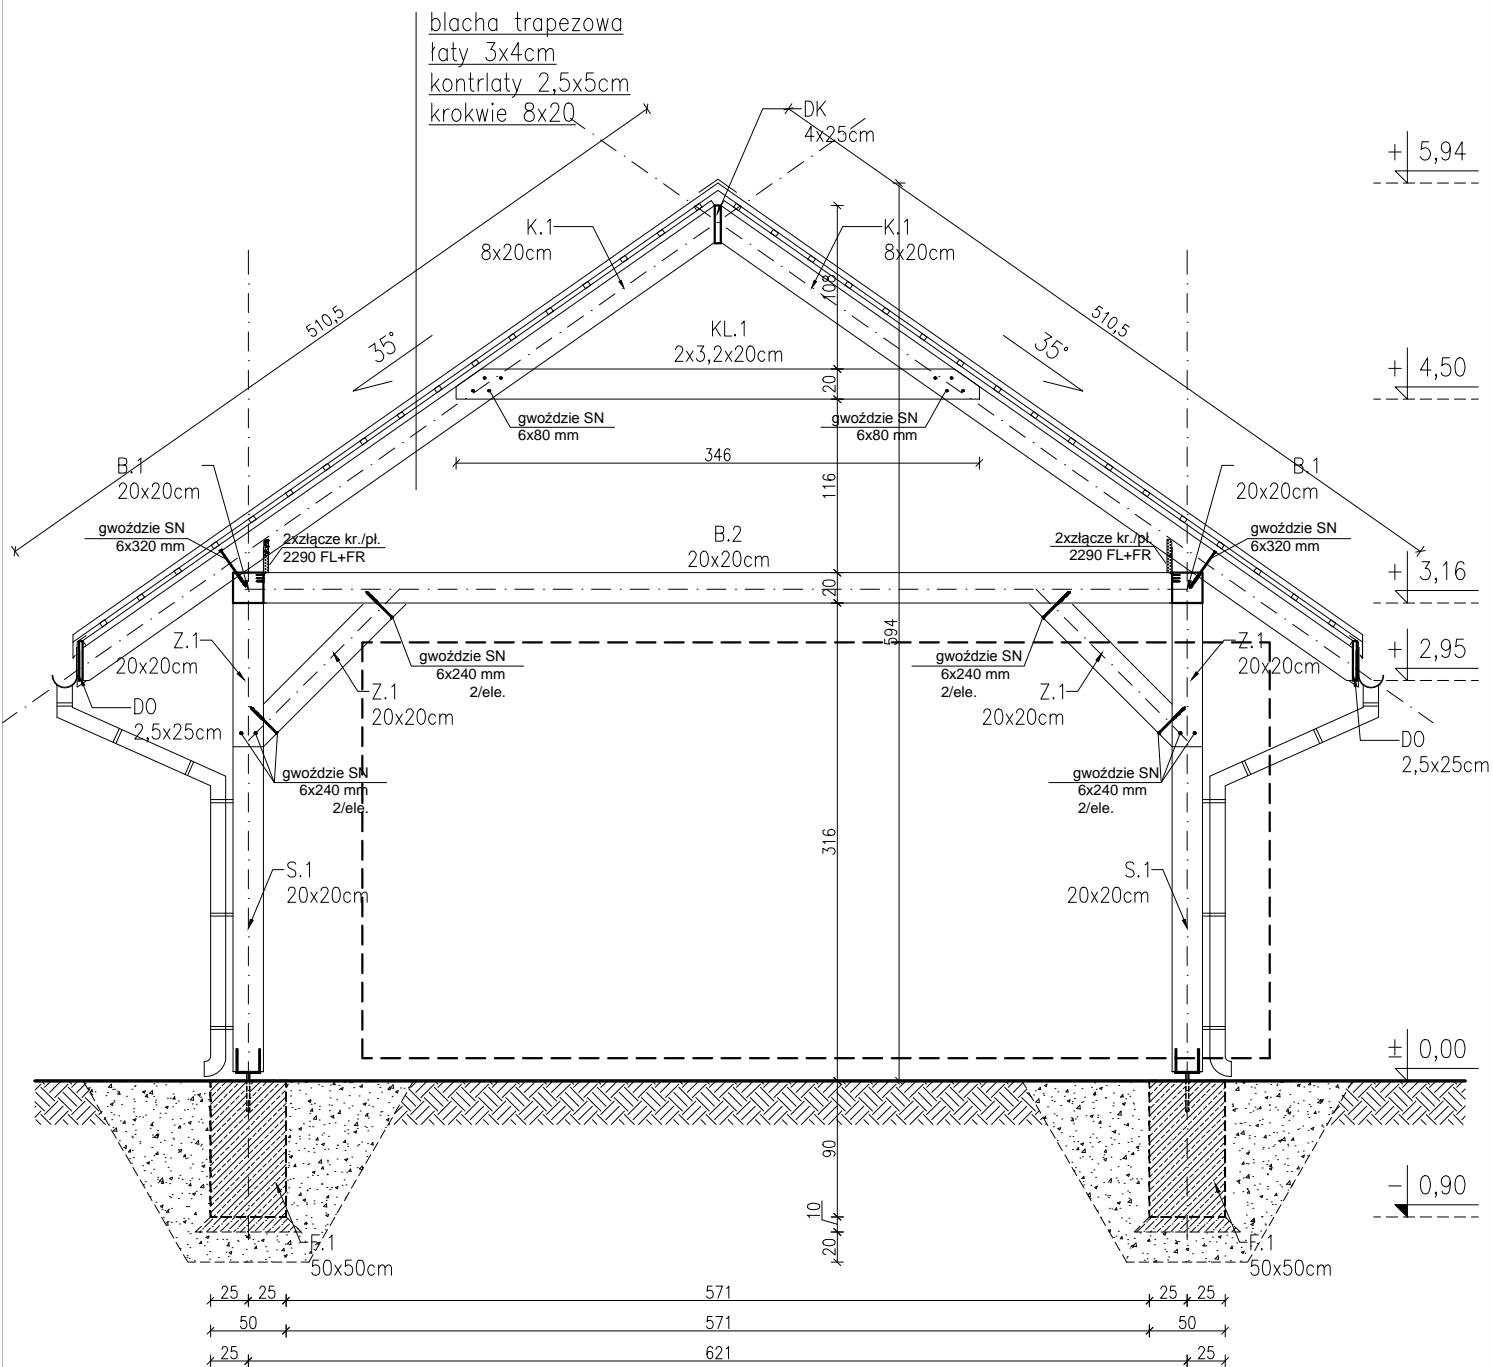 blacha trapezowa
łaty 3x4cm
kontrlaty 2,5x5cm
krokwie 8x20
DK
4x25cm
+ 5,94
K.1
8x20cm
K.1
8x20cm
510,5
510,5
35°
35°
108
KL.1
2x3,2x20cm
20
+ 4,50
gwoździe SN
6x80 mm
gwoździe SN
6x80 mm
346
116
B.1
20x20cm
B.1
20x20cm
gwoździe SN
6x320 mm
gwoździe SN
6x320 mm
2xzłącze kr./pł.
2290 FL+FR
2xzłącze kr./pł.
2290 FL+FR
B.2
20x20cm
20
+ 3,16
594
Z.1
20x20cm
Z.1
20x20cm
+ 2,95
gwoździe SN
6x240 mm
2/ele.
gwoździe SN
6x240 mm
2/ele.
Z.1
20x20cm
Z.1
20x20cm
DO
2,5x25cm
DO
2,5x25cm
gwoździe SN
6x240 mm
2/ele.
gwoździe SN
6x240 mm
2/ele.
316
S.1
20x20cm
S.1
20x20cm
± 0,00
90
- 0,90
10
20
F.1
50x50cm
F.1
50x50cm
25 25 571 25 25
50 571 50
25 621 25